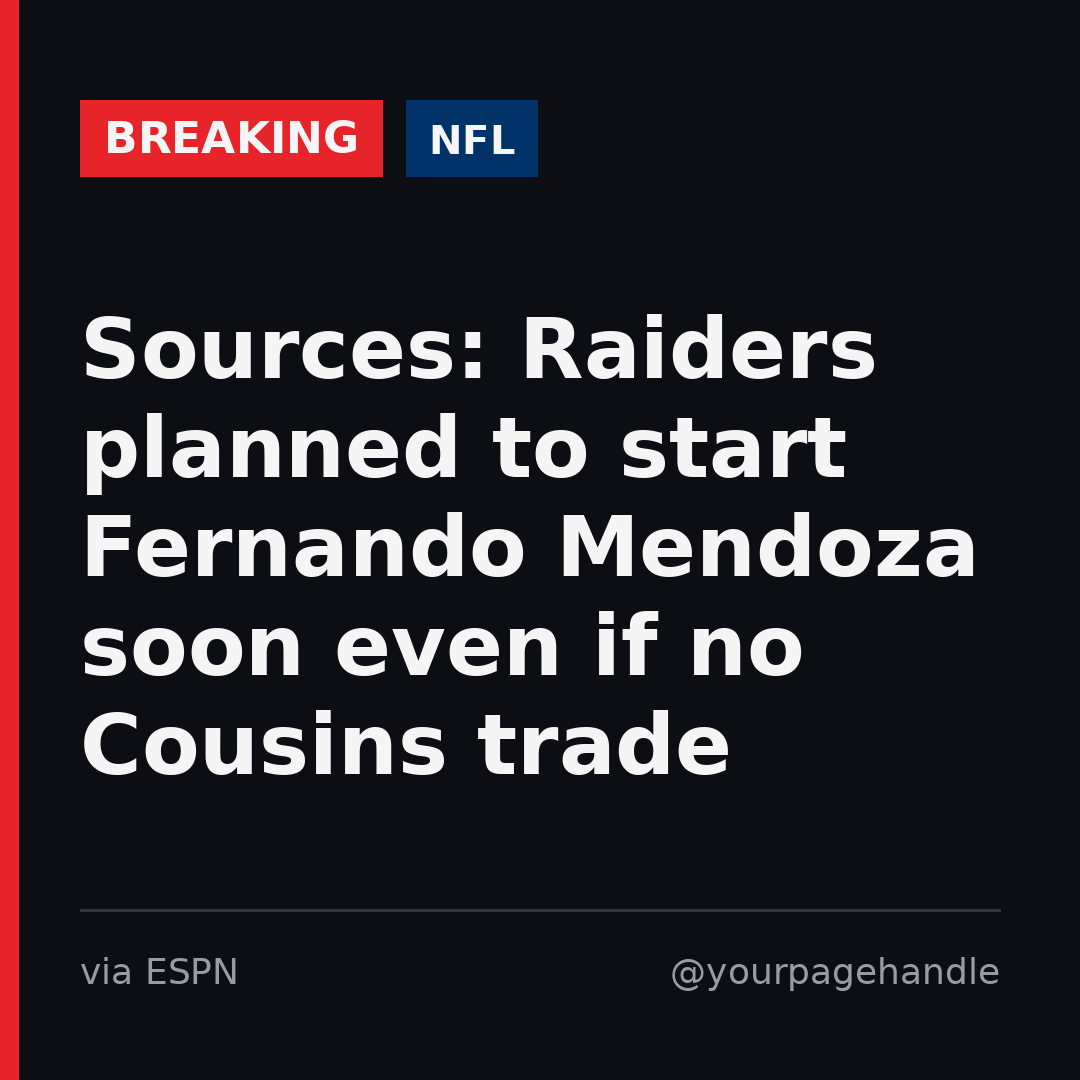 BREAKING NFL
Sources: Raiders
planned to start
Fernando Mendoza
soon even if no
Cousins trade
via ESPN @yourpagehandle